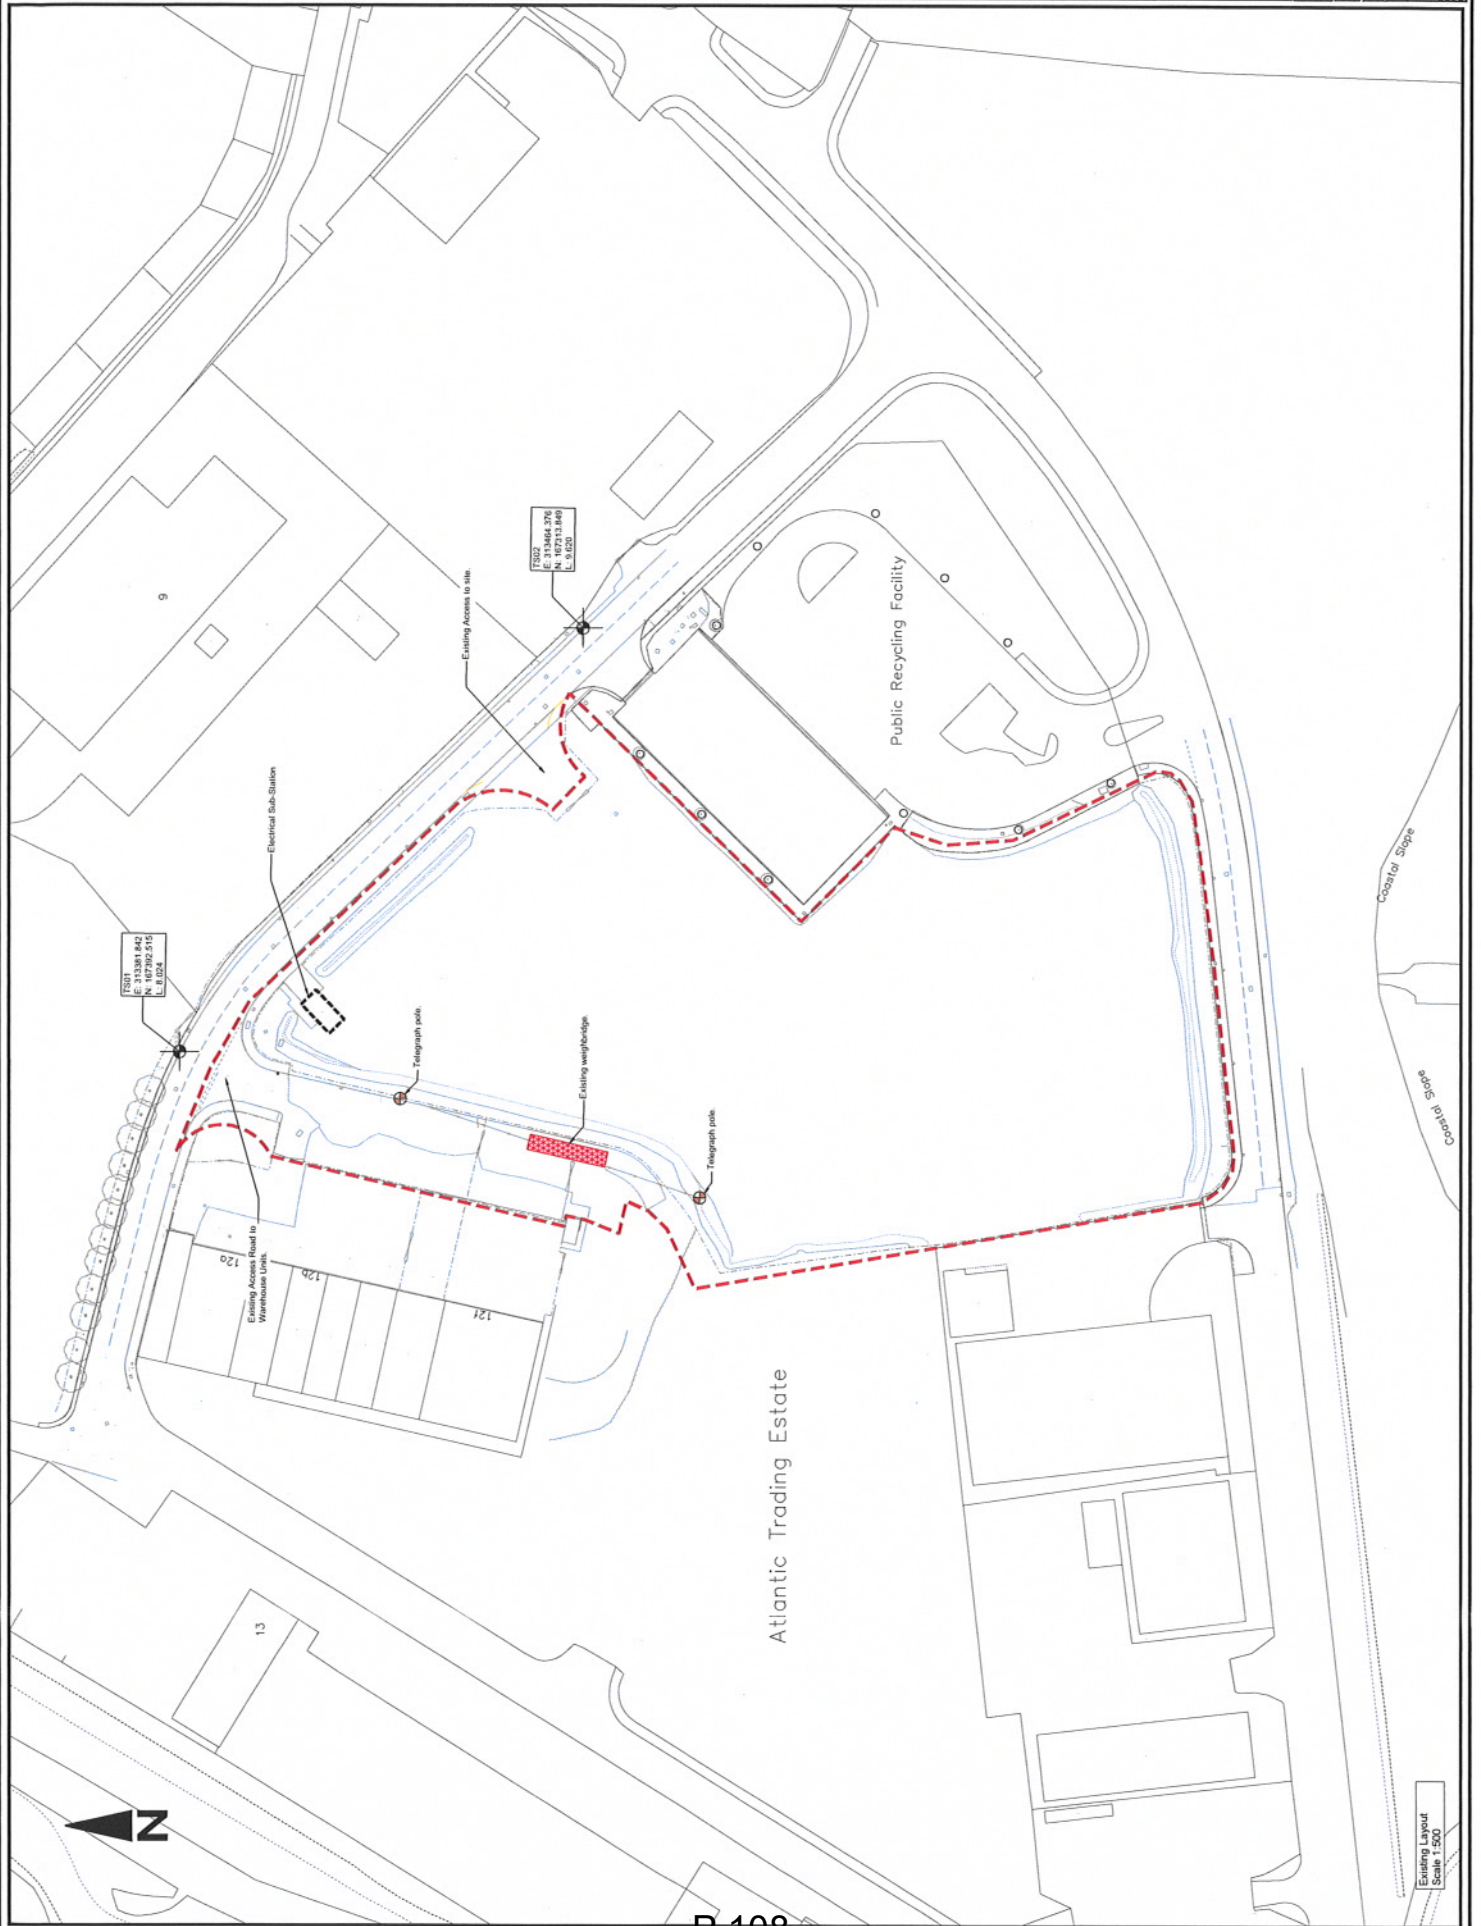 TS01
E: 313381.842
N: 167392.515
L: 8.024
TS02
E: 313464.376
N: 167313.849
L: 9.620
Existing Access to site.
Electrical Sub-Station
Telegraph pole.
Existing weighbridge.
Telegraph pole.
Existing Access Road to
Warehouse Units.
9
12a
12b
12f
13
Public Recycling Facility
Atlantic Trading Estate
Coastal Slope
Coastal Slope
N
Existing Layout
Scale 1:500
P.108